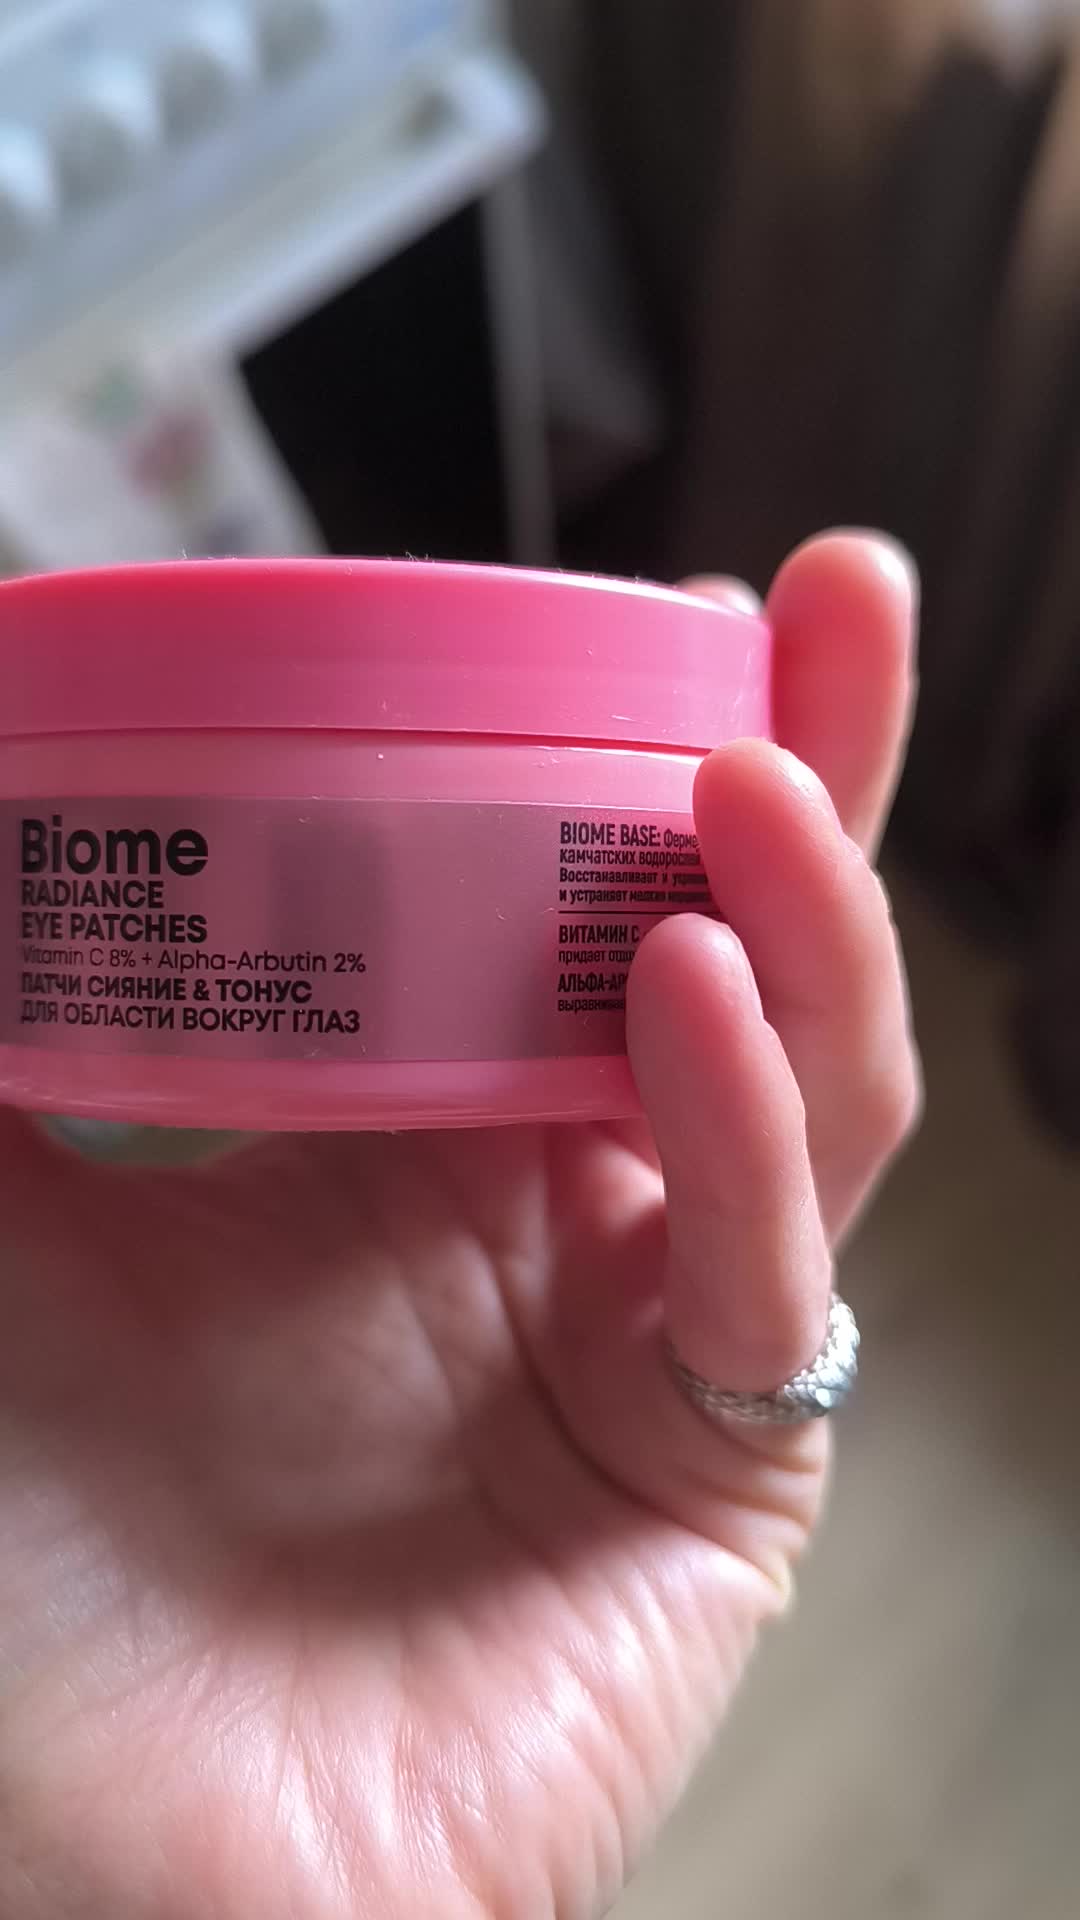 Biome
RADIANCE
EYE PATCHES
Vitamin C 8% + Alpha-Arbutin 2%
ПАТЧИ СИЯНИЕ & ТОНУС
ДЛЯ ОБЛАСТИ ВОКРУГ ГЛАЗ
BIOME BASE:
камчатских
Восстанавливает и
и устраняет мелкие
ВИТАМИН С
придает